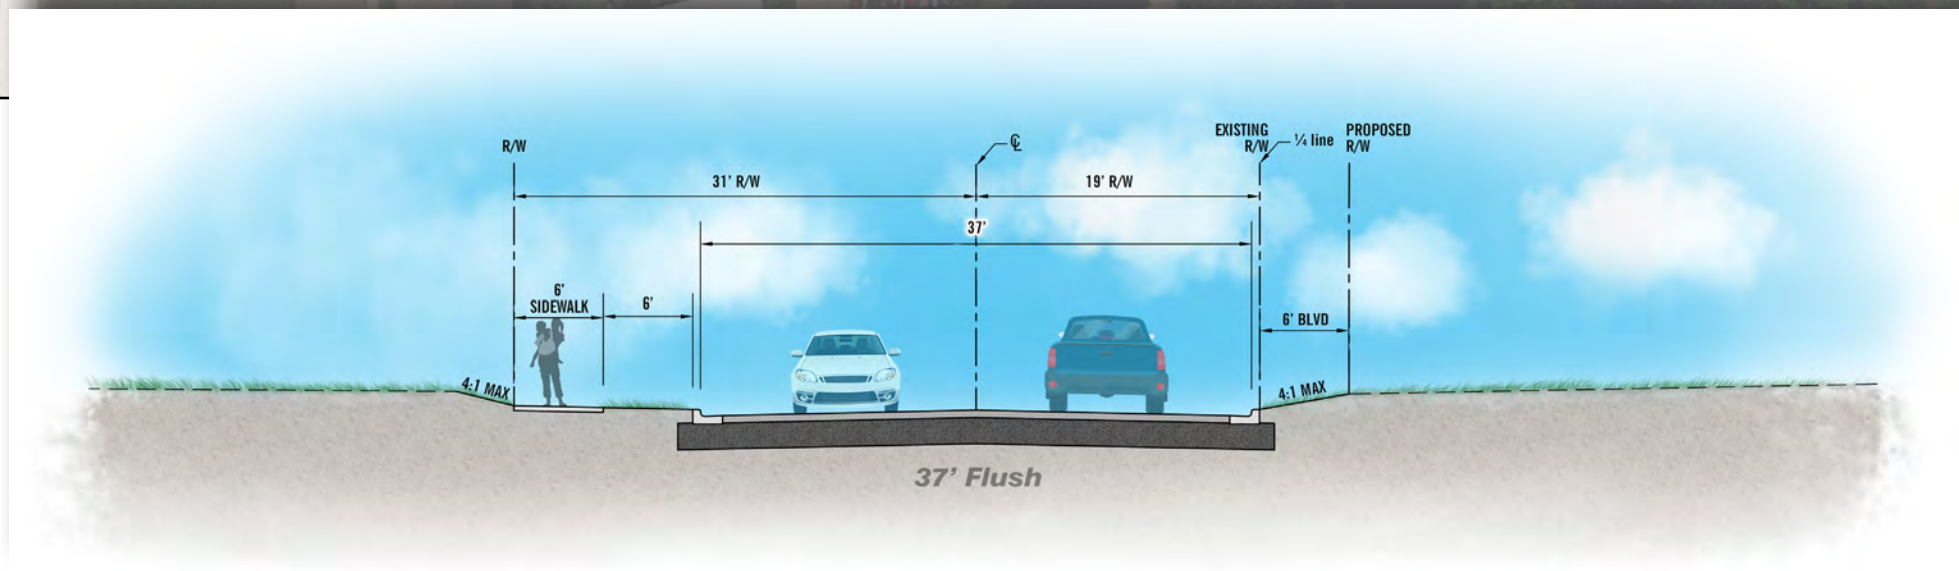 R/W
℄
EXISTING
R/W
¼ line
PROPOSED
R/W
31' R/W
19' R/W
37'
6'
SIDEWALK
6'
6' BLVD
4:1 MAX
4:1 MAX
37' Flush